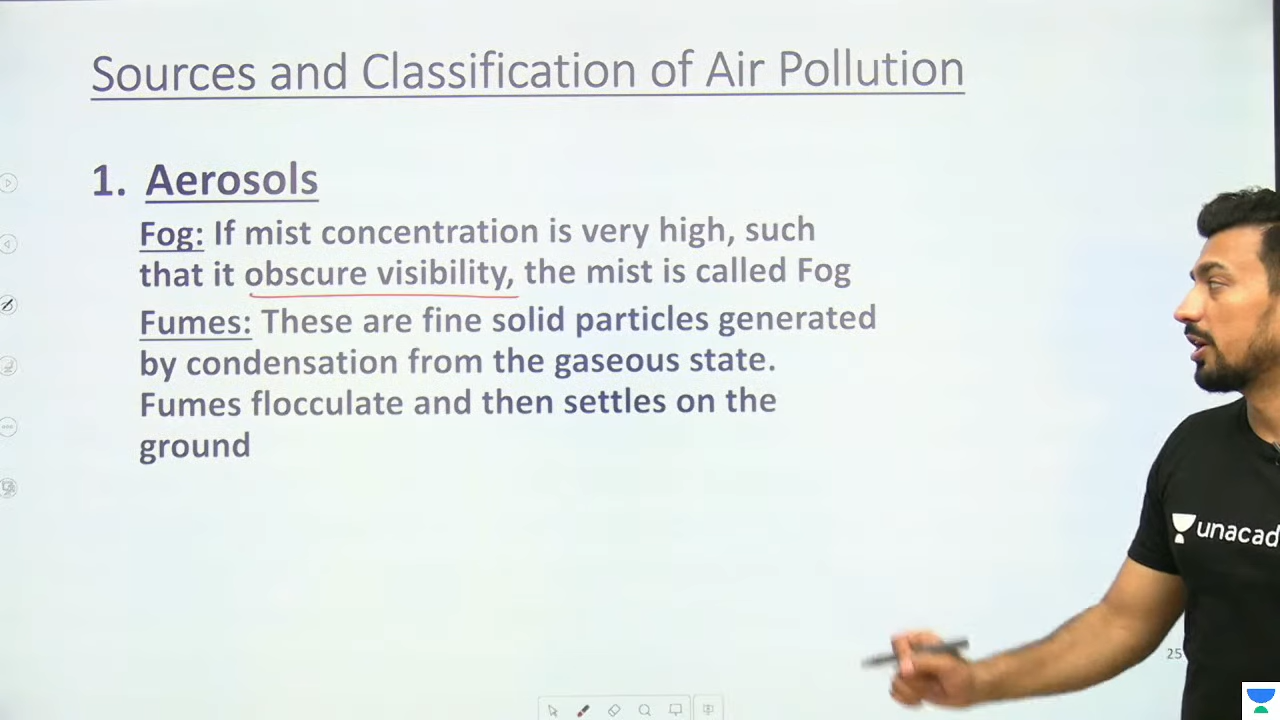 Sources and Classification of Air Pollution
1. Aerosols
Fog: If mist concentration is very high, such
that it obscure visibility, the mist is called Fog
Fumes: These are fine solid particles generated
by condensation from the gaseous state.
Fumes flocculate and then settles on the
ground
unacad
25